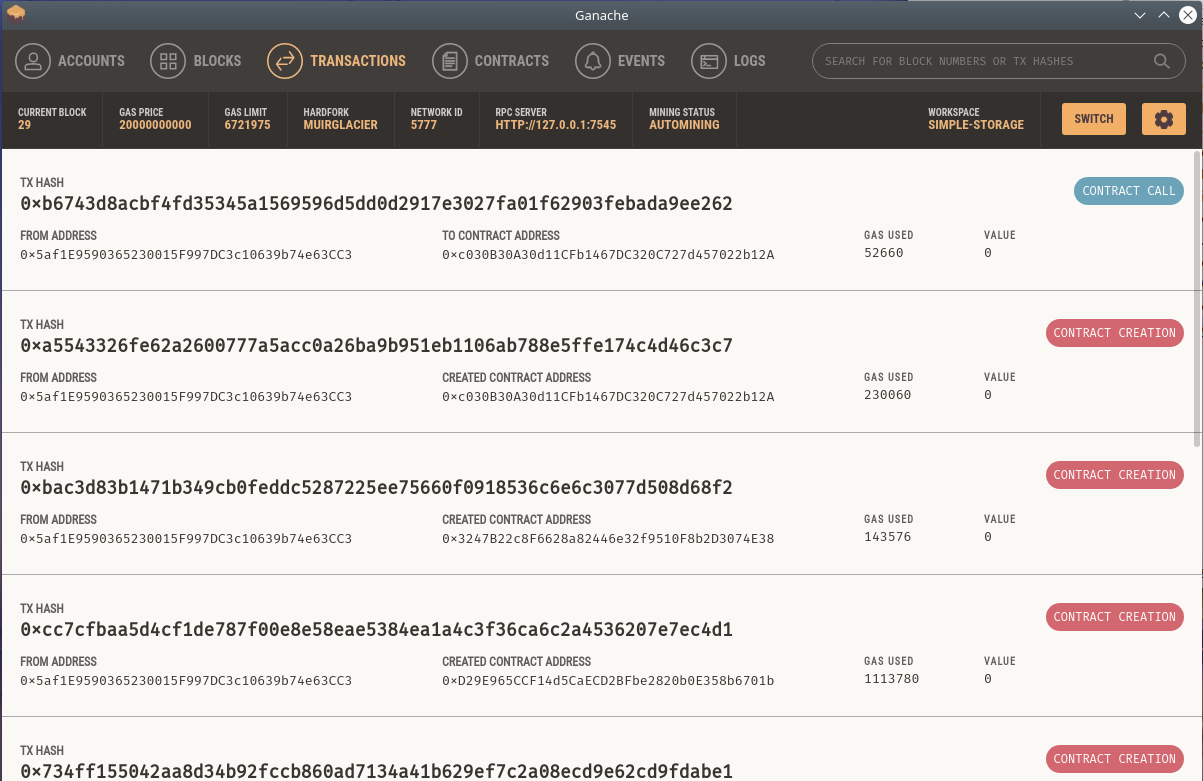 Ganache
ACCOUNTS BLOCKS TRANSACTIONS CONTRACTS EVENTS LOGS SEARCH FOR BLOCK NUMBERS OR TX HASHES
CURRENT BLOCK GAS PRICE GAS LIMIT HARDFORK NETWORK ID RPC SERVER MINING STATUS WORKSPACE
29 20000000000 6721975 MUIRGLACIER 5777 HTTP://127.0.0.1:7545 AUTOMINING SIMPLE-STORAGE SWITCH
TX HASH
0×b6743d8acbf4fd35345a1569596d5dd0d2917e3027fa01f62903febada9ee262 CONTRACT CALL
FROM ADDRESS TO CONTRACT ADDRESS GAS USED VALUE
0×5af1E9590365230015F997DC3c10639b74e63CC3 0×c030B30A30d11CFb1467DC320C727d457022b12A 52660 0
TX HASH
0×a5543326fe62a2600777a5acc0a26ba9b951eb1106ab788e5ffe174c4d46c3c7 CONTRACT CREATION
FROM ADDRESS CREATED CONTRACT ADDRESS GAS USED VALUE
0×5af1E9590365230015F997DC3c10639b74e63CC3 0×c030B30A30d11CFb1467DC320C727d457022b12A 230060 0
TX HASH
0×bac3d83b1471b349cb0feddc5287225ee75660f0918536c6e6c3077d508d68f2 CONTRACT CREATION
FROM ADDRESS CREATED CONTRACT ADDRESS GAS USED VALUE
0×5af1E9590365230015F997DC3c10639b74e63CC3 0×3247B22c8F6628a82446e32f9510F8b2D3074E38 143576 0
TX HASH
0×cc7cfbaa5d4cf1de787f00e8e58eae5384ea1a4c3f36ca6c2a4536207e7ec4d1 CONTRACT CREATION
FROM ADDRESS CREATED CONTRACT ADDRESS GAS USED VALUE
0×5af1E9590365230015F997DC3c10639b74e63CC3 0×D29E965CCF14d5CaECD2BFbe2820b0E358b6701b 1113780 0
TX HASH
0×734ff155042aa8d34b92fccb860ad7134a41b629ef7c2a08ecd9e62cd9fdabe1 CONTRACT CREATION